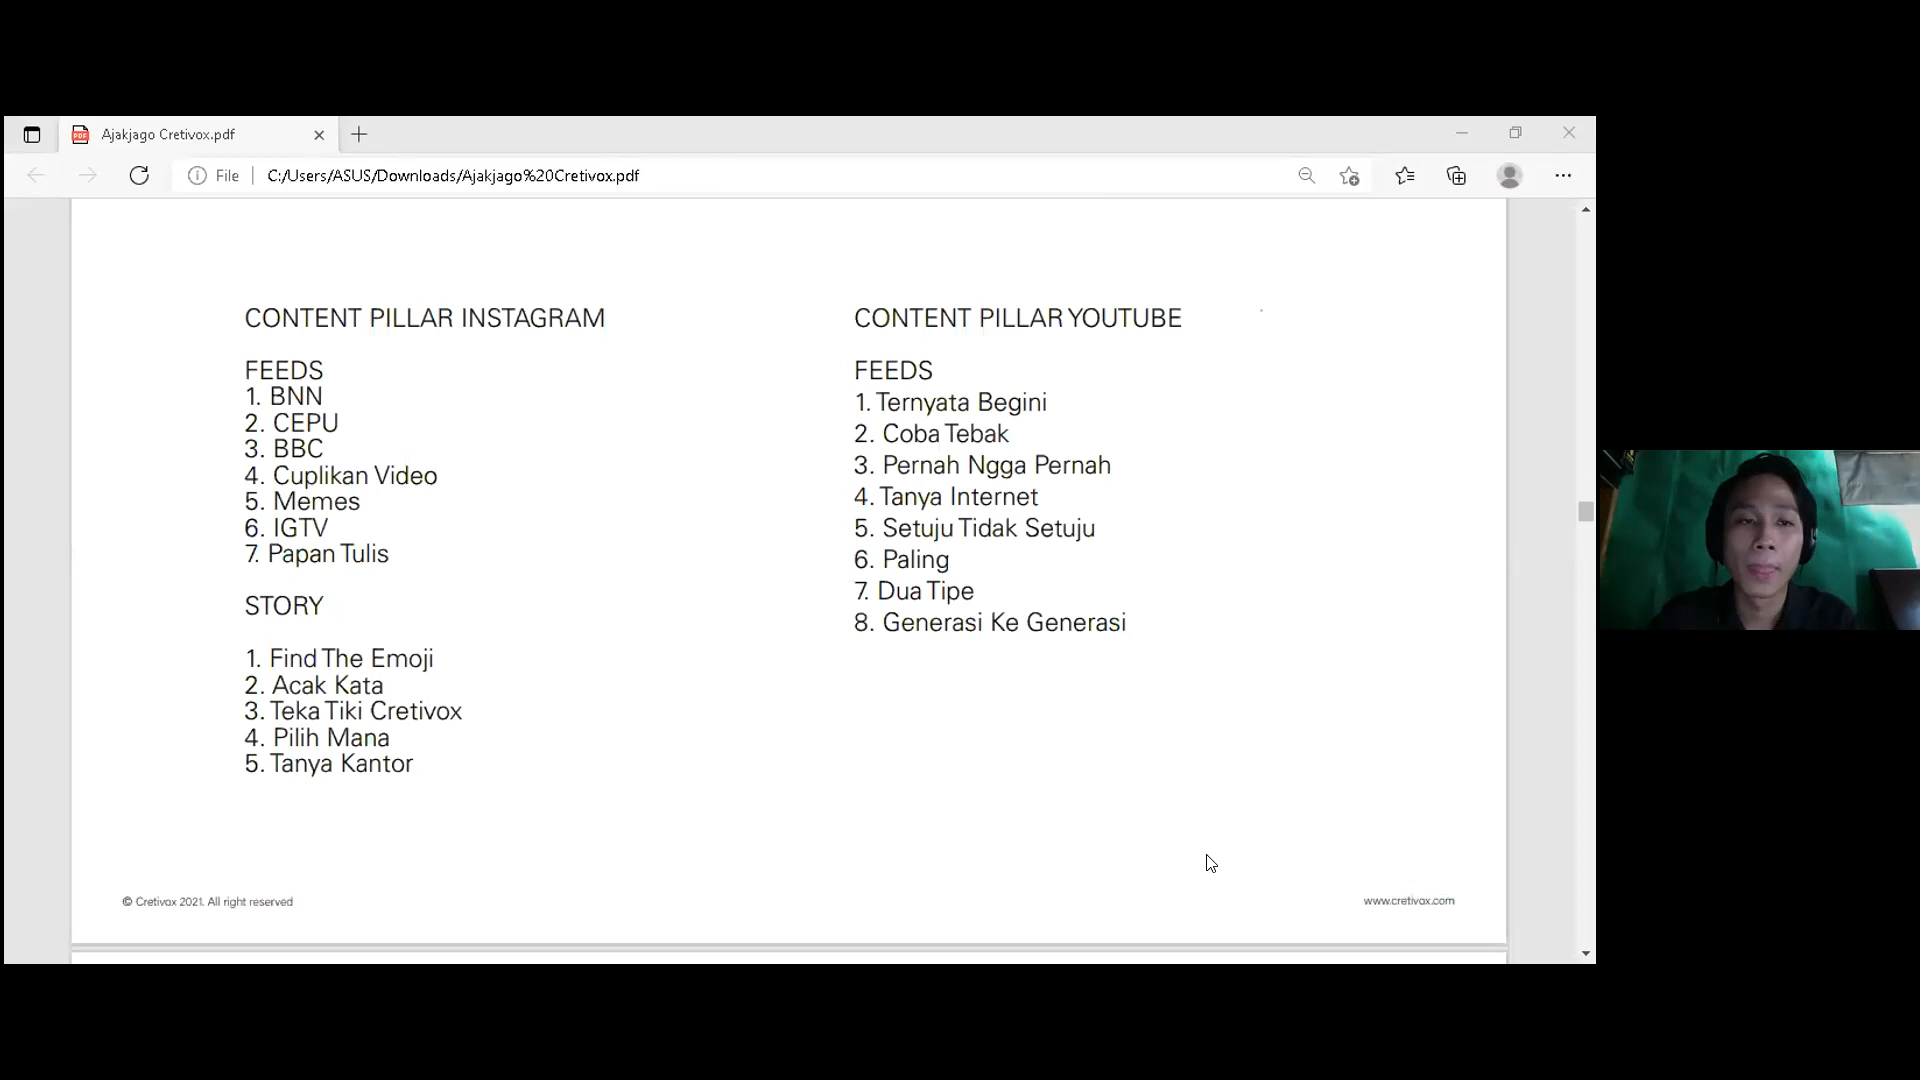 Ajakjago Cretivox.pdf
File
C:/Users/ASUS/Downloads/Ajakjago%20Cretivox.pdf
CONTENT PILLAR INSTAGRAM
FEEDS
1. BNN
2. CEPU
3. BBC
4. Cuplikan Video
5. Memes
6. IGTV
7. Papan Tulis
STORY
1. Find The Emoji
2. Acak Kata
3. Teka Tiki Cretivox
4. Pilih Mana
5. Tanya Kantor
CONTENT PILLAR YOUTUBE
FEEDS
1. Ternyata Begini
2. Coba Tebak
3. Pernah Ngga Pernah
4. Tanya Internet
5. Setuju Tidak Setuju
6. Paling
7. Dua Tipe
8. Generasi Ke Generasi
© Cretivox 2021. All right reserved
www.cretivox.com